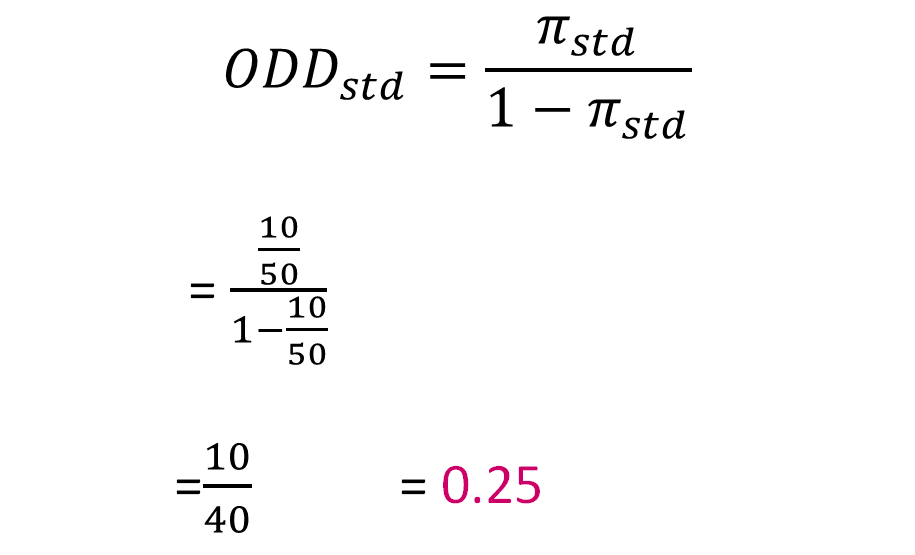 ODD_std = π_std / (1 − π_std)
= (10/50) / (1−10/50)
=10/40 = 0.25